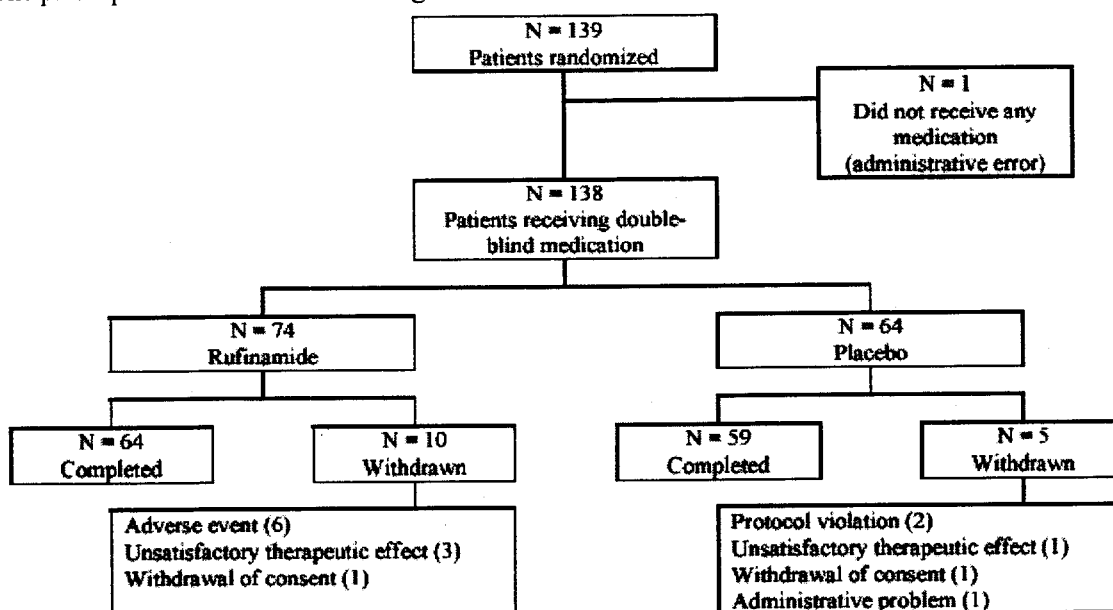 N = 139
Patients randomized
N = 1
Did not receive any
medication
(administrative error)
N = 138
Patients receiving double-
blind medication
N = 74
Rufinamide
N = 64
Placebo
N = 64
Completed
N = 10
Withdrawn
N = 59
Completed
N = 5
Withdrawn
Adverse event (6)
Unsatisfactory therapeutic effect (3)
Withdrawal of consent (1)
Protocol violation (2)
Unsatisfactory therapeutic effect (1)
Withdrawal of consent (1)
Administrative problem (1)